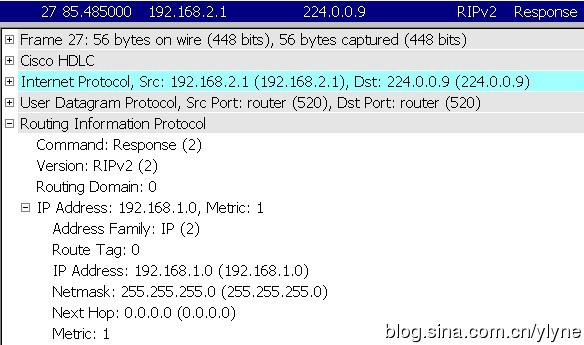 27 85.485000 192.168.2.1 224.0.0.9 RIPv2 Response
Frame 27: 56 bytes on wire (448 bits), 56 bytes captured (448 bits)
Cisco HDLC
Internet Protocol, Src: 192.168.2.1 (192.168.2.1), Dst: 224.0.0.9 (224.0.0.9)
User Datagram Protocol, Src Port: router (520), Dst Port: router (520)
Routing Information Protocol
Command: Response (2)
Version: RIPv2 (2)
Routing Domain: 0
IP Address: 192.168.1.0, Metric: 1
Address Family: IP (2)
Route Tag: 0
IP Address: 192.168.1.0 (192.168.1.0)
Netmask: 255.255.255.0 (255.255.255.0)
Next Hop: 0.0.0.0 (0.0.0.0)
Metric: 1
blog.sina.com.cn/ylyne